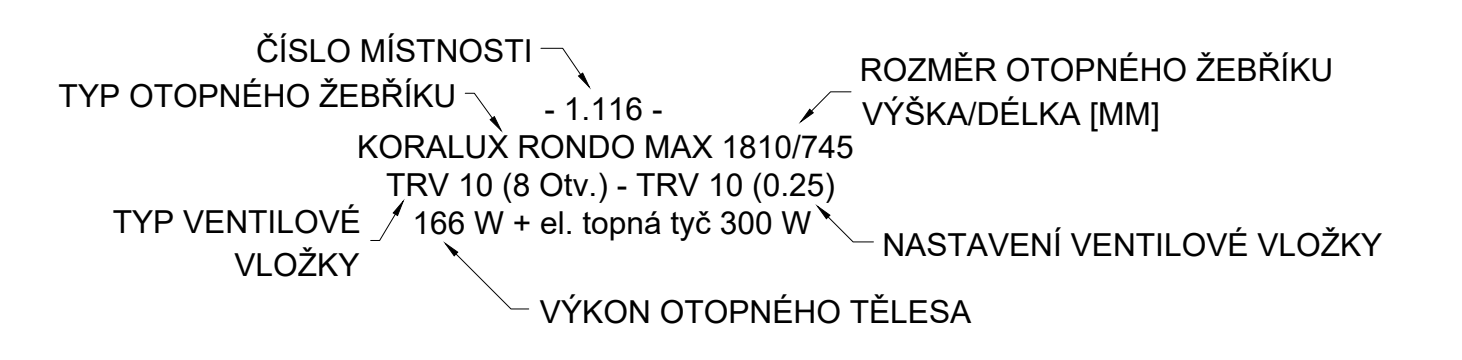 ČÍSLO MÍSTNOSTI
ROZMĚR OTOPNÉHO ŽEBŘÍKU
VÝŠKA/DÉLKA [MM]
TYP OTOPNÉHO ŽEBŘÍKU
- 1.116 -
KORALUX RONDO MAX 1810/745
TRV 10 (8 Otv.) - TRV 10 (0.25)
166 W + el. topná tyč 300 W
TYP VENTILOVÉ
VLOŽKY
NASTAVENÍ VENTILOVÉ VLOŽKY
VÝKON OTOPNÉHO TĚLESA